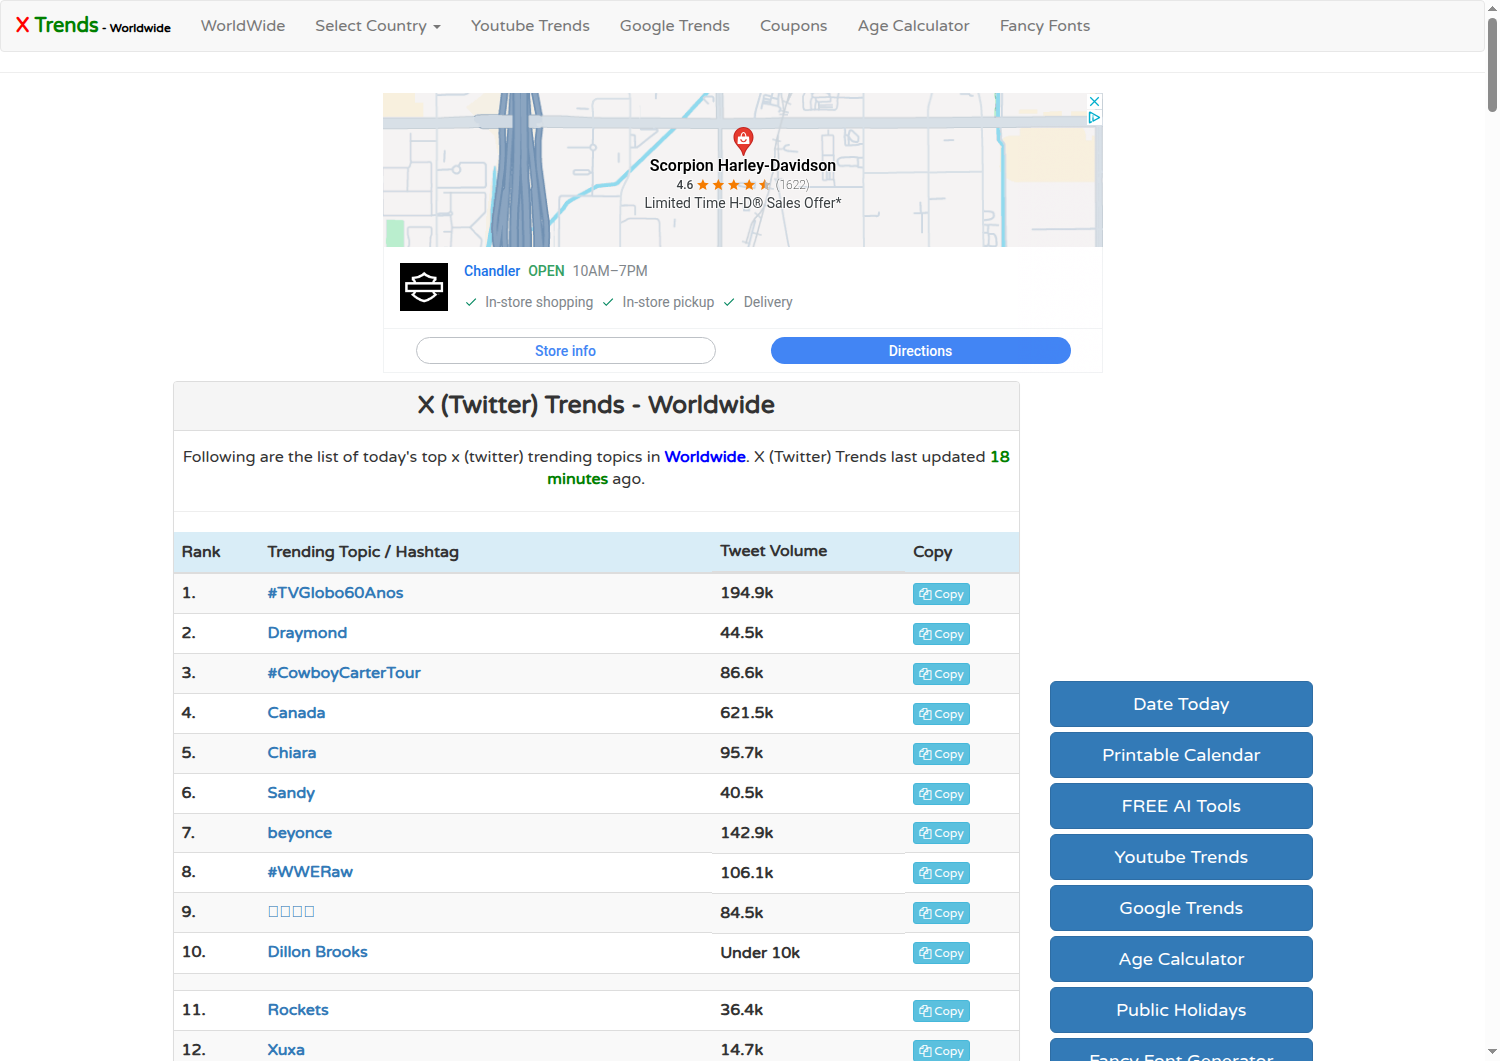 X Trends - Worldwide
WorldWide
Select Country
Youtube Trends
Google Trends
Coupons
Age Calculator
Fancy Fonts
Scorpion Harley-Davidson
4.6 (1622)
Limited Time H-D® Sales Offer*
Chandler OPEN 10AM–7PM
In-store shopping In-store pickup Delivery
Store info
Directions
X (Twitter) Trends - Worldwide
Following are the list of today's top x (twitter) trending topics in Worldwide. X (Twitter) Trends last updated 18
minutes ago.
Rank Trending Topic / Hashtag Tweet Volume Copy
1. #TVGlobo60Anos 194.9k Copy
2. Draymond 44.5k Copy
3. #CowboyCarterTour 86.6k Copy
4. Canada 621.5k Copy
5. Chiara 95.7k Copy
6. Sandy 40.5k Copy
7. beyonce 142.9k Copy
8. #WWERaw 106.1k Copy
9. 84.5k Copy
10. Dillon Brooks Under 10k Copy
11. Rockets 36.4k Copy
12. Xuxa 14.7k Copy
Date Today
Printable Calendar
FREE AI Tools
Youtube Trends
Google Trends
Age Calculator
Public Holidays
Fancy Font Generator